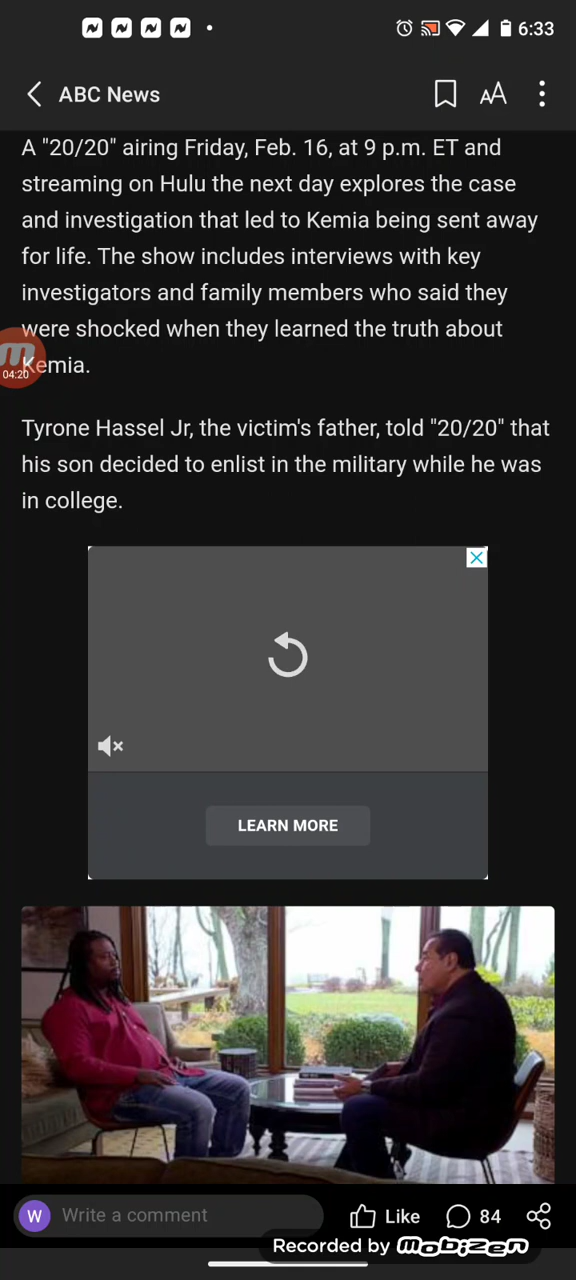 6:33
ABC News
AA
A "20/20" airing Friday, Feb. 16, at 9 p.m. ET and
streaming on Hulu the next day explores the case
and investigation that led to Kemia being sent away
for life. The show includes interviews with key
investigators and family members who said they
were shocked when they learned the truth about
Kemia.
04:20
Tyrone Hassel Jr, the victim's father, told "20/20" that
his son decided to enlist in the military while he was
in college.
LEARN MORE
W Write a comment Like 84
Recorded by mobizen